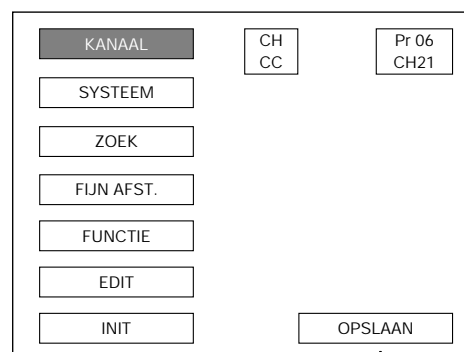 KANAAL
CH
CC
Pr 06
CH21
SYSTEEM
ZOEK
FIJN AFST.
FUNCTIE
EDIT
INIT
OPSLAAN